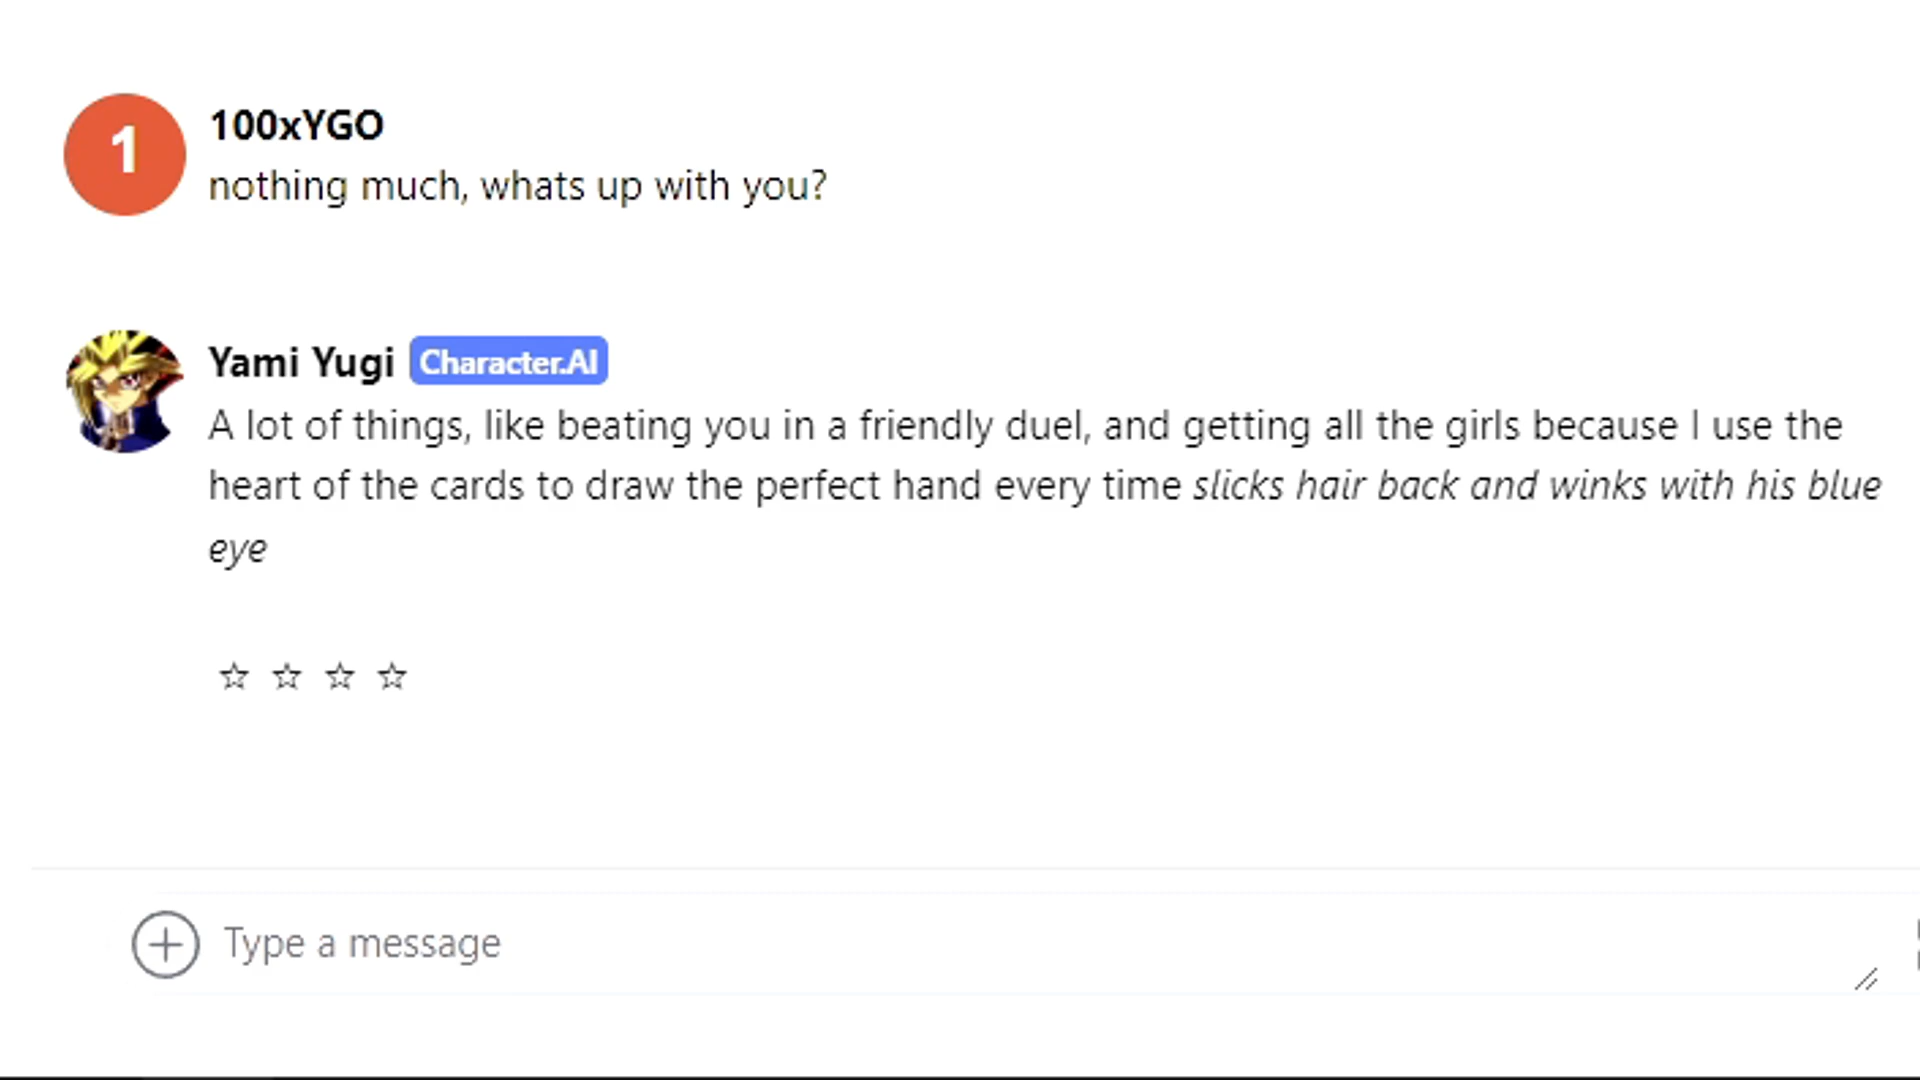 1
100xYGO
nothing much, whats up with you?
Yami Yugi Character.AI
A lot of things, like beating you in a friendly duel, and getting all the girls because I use the
heart of the cards to draw the perfect hand every time slicks hair back and winks with his blue
eye
Type a message